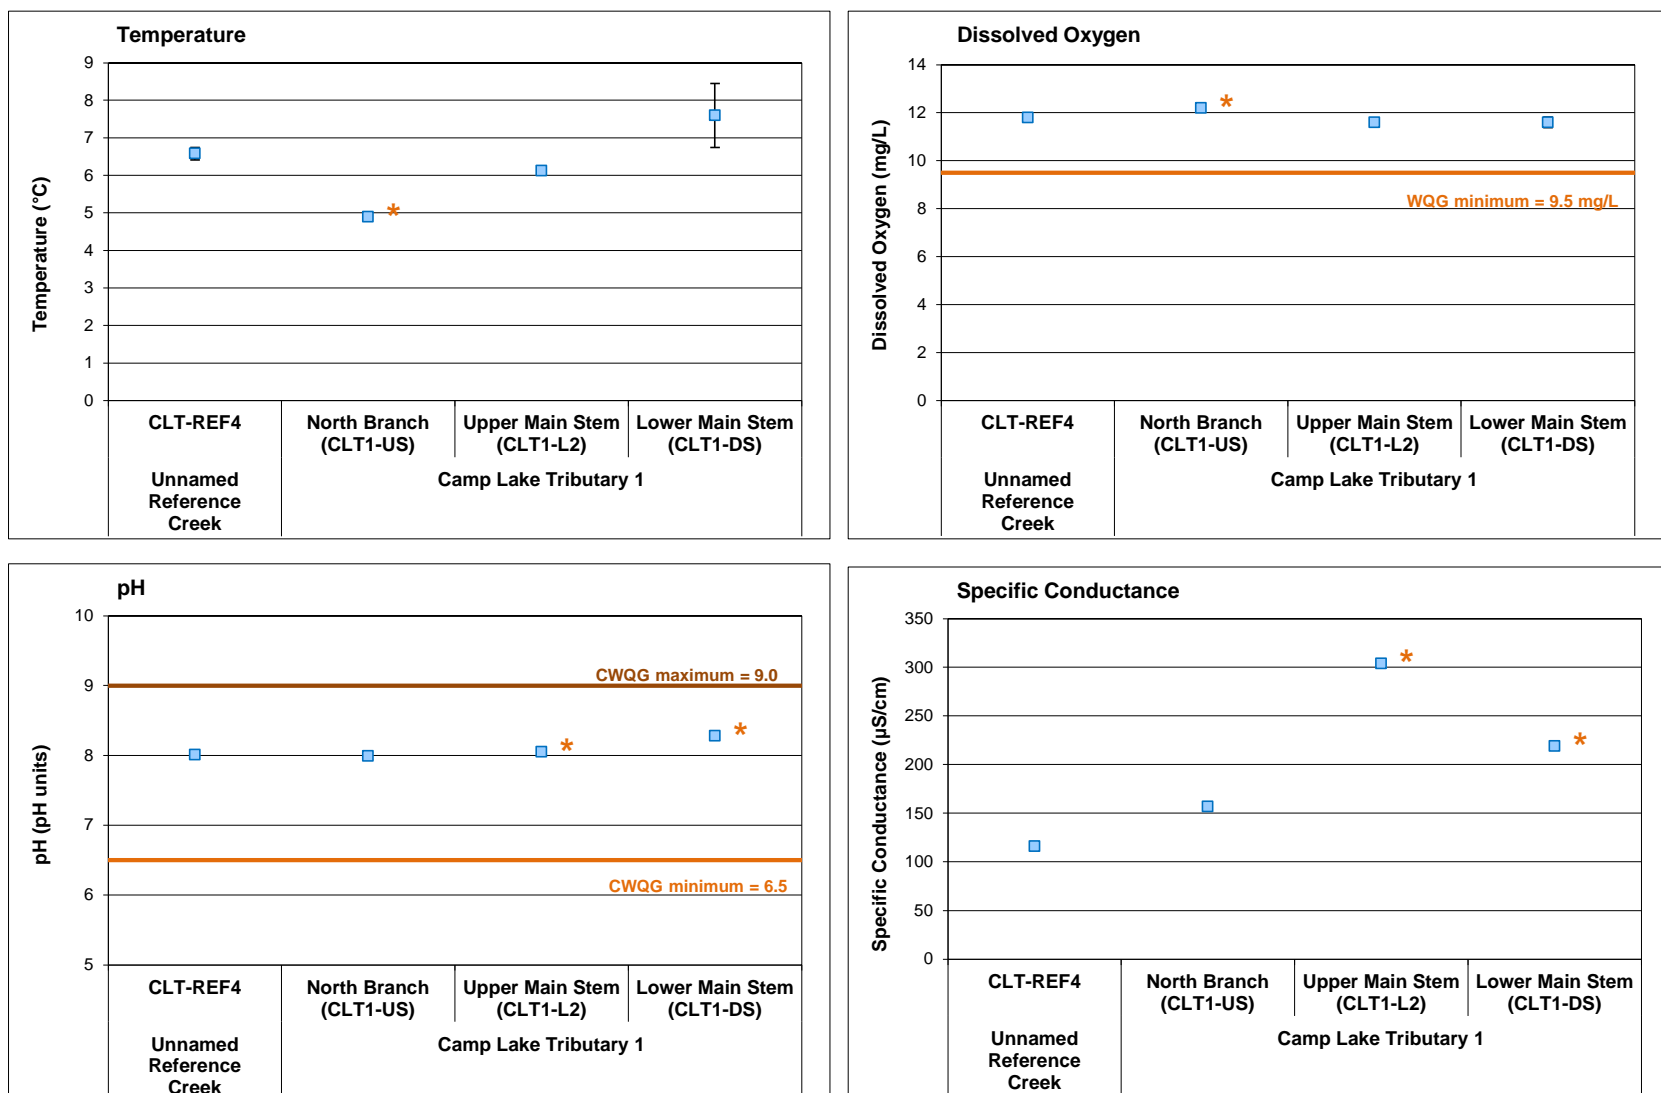 Temperature
9
8
7
6
5
4
3
2
1
0
Temperature (°C)
CLT-REF4
North Branch
(CLT1-US)
Upper Main Stem
(CLT1-L2)
Lower Main Stem
(CLT1-DS)
Unnamed
Reference
Creek
Camp Lake Tributary 1
*
Dissolved Oxygen
14
12
10
8
6
4
2
0
Dissolved Oxygen (mg/L)
*
WQG minimum = 9.5 mg/L
CLT-REF4
North Branch
(CLT1-US)
Upper Main Stem
(CLT1-L2)
Lower Main Stem
(CLT1-DS)
Unnamed
Reference
Creek
Camp Lake Tributary 1
pH
10
9
8
7
6
5
pH (pH units)
CWQG maximum = 9.0
*
*
CWQG minimum = 6.5
CLT-REF4
North Branch
(CLT1-US)
Upper Main Stem
(CLT1-L2)
Lower Main Stem
(CLT1-DS)
Unnamed
Reference
Creek
Camp Lake Tributary 1
Specific Conductance
350
300
250
200
150
100
50
0
Specific Conductance (µS/cm)
*
*
CLT-REF4
North Branch
(CLT1-US)
Upper Main Stem
(CLT1-L2)
Lower Main Stem
(CLT1-DS)
Unnamed
Reference
Creek
Camp Lake Tributary 1